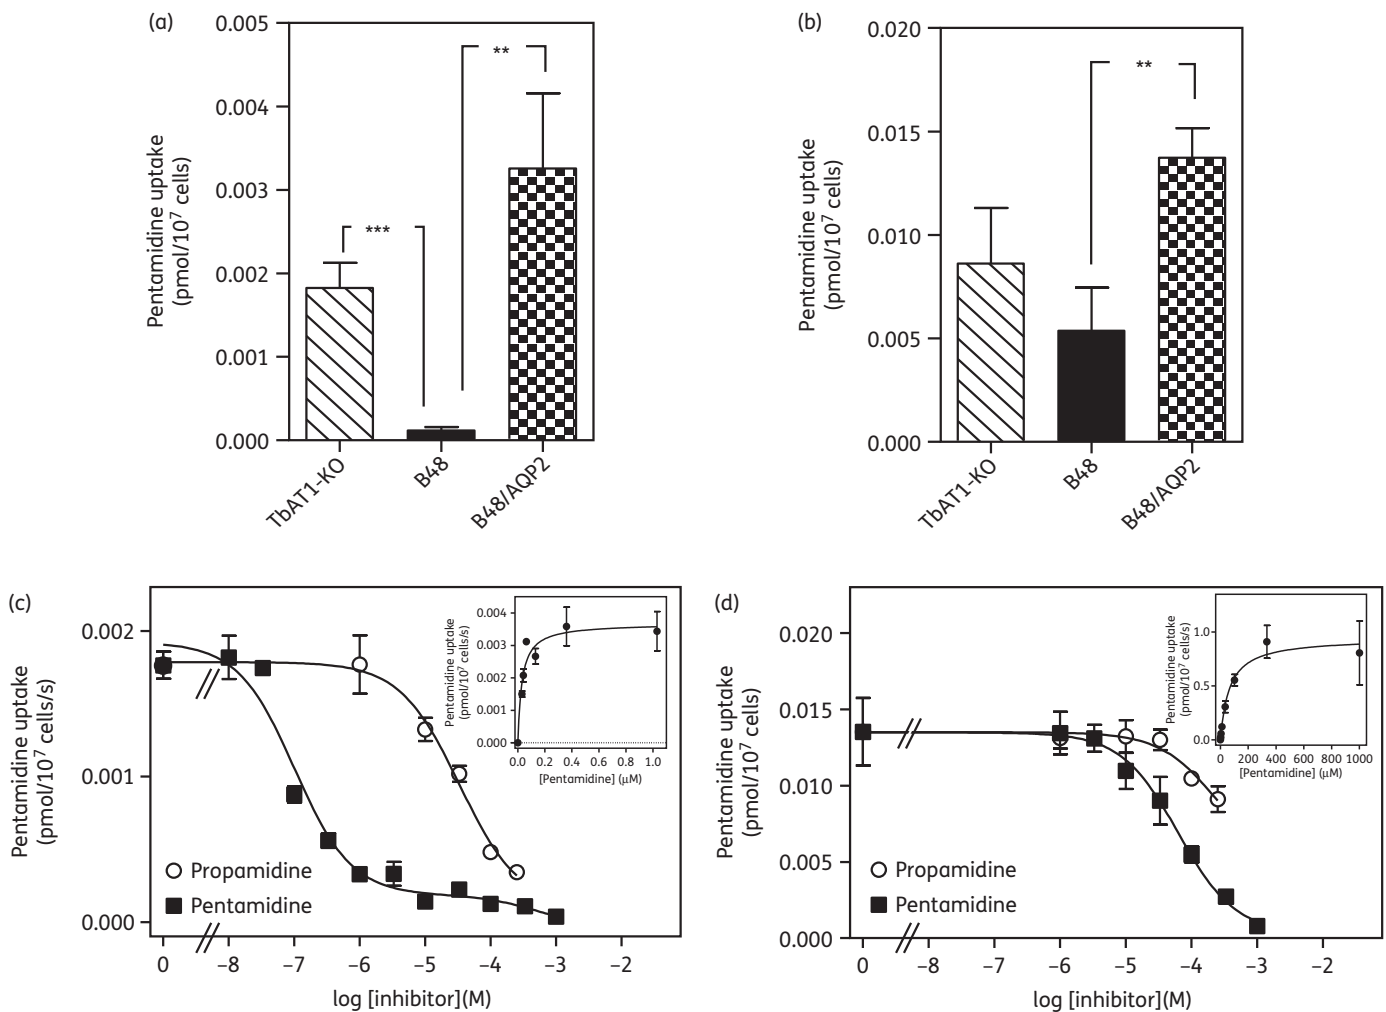 (a)
0.005
0.004
0.003
0.002
0.001
0.000
Pentamidine uptake
(pmol/10⁷ cells)
**
***
TbAT1-KO
B48
B48/AQP2
(b)
0.020
0.015
0.010
0.005
0.000
Pentamidine uptake
(pmol/10⁷ cells)
**
TbAT1-KO
B48
B48/AQP2
(c)
0.002
0.001
0.000
Pentamidine uptake
(pmol/10⁷ cells/s)
Propamidine
Pentamidine
0 −8 −7 −6 −5 −4 −3 −2
log [inhibitor](M)
0.004
0.003
0.002
0.001
0.000
Pentamidine uptake
(pmol/10⁷ cells/s)
0.0 0.2 0.4 0.6 0.8 1.0
[Pentamidine] (μM)
(d)
0.020
0.015
0.010
0.005
0.000
Pentamidine uptake
(pmol/10⁷ cells/s)
Propamidine
Pentamidine
0 −8 −7 −6 −5 −4 −3 −2
log [inhibitor](M)
1.0
0.5
0.0
Pentamidine uptake
(pmol/10⁷ cells/s)
0 200 400 600 800 1000
[Pentamidine] (μM)